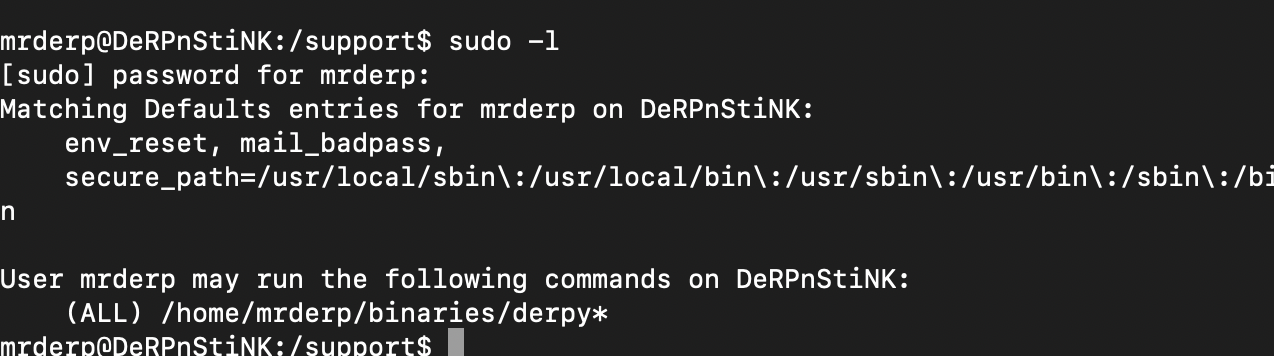 mrderp@DeRPnStiNK:/support$ sudo -l
[sudo] password for mrderp:
Matching Defaults entries for mrderp on DeRPnStiNK:
    env_reset, mail_badpass,
    secure_path=/usr/local/sbin\:/usr/local/bin\:/usr/sbin\:/usr/bin\:/sbin\:/bi
n
User mrderp may run the following commands on DeRPnStiNK:
    (ALL) /home/mrderp/binaries/derpy*
mrderp@DeRPnStiNK:/support$